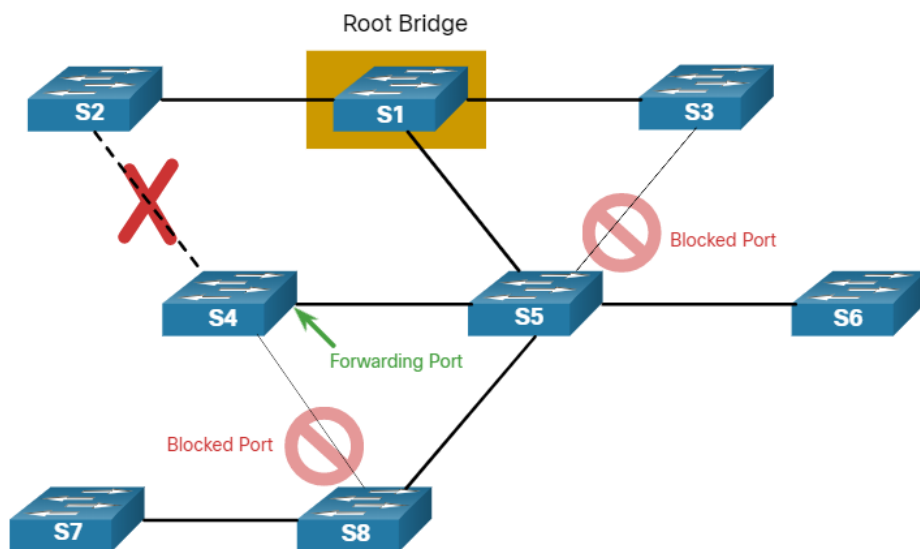 Root Bridge
S2
S1
S3
Blocked Port
S4
S5
S6
Forwarding Port
Blocked Port
S7
S8